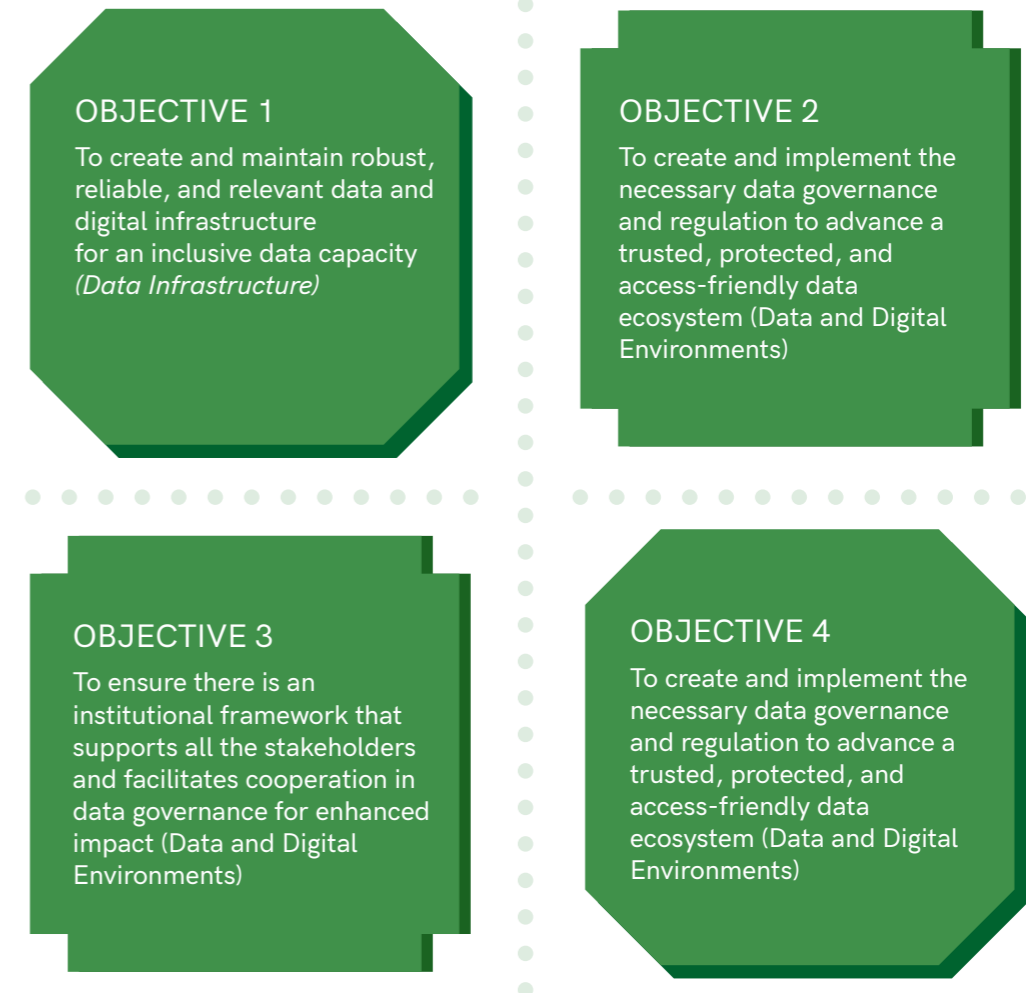 OBJECTIVE 1
To create and maintain robust,
reliable, and relevant data and
digital infrastructure
for an inclusive data capacity
(Data Infrastructure)
OBJECTIVE 2
To create and implement the
necessary data governance
and regulation to advance a
trusted, protected, and
access-friendly data
ecosystem (Data and Digital
Environments)
OBJECTIVE 3
To ensure there is an
institutional framework that
supports all the stakeholders
and facilitates cooperation in
data governance for enhanced
impact (Data and Digital
Environments)
OBJECTIVE 4
To create and implement the
necessary data governance
and regulation to advance a
trusted, protected, and
access-friendly data
ecosystem (Data and Digital
Environments)